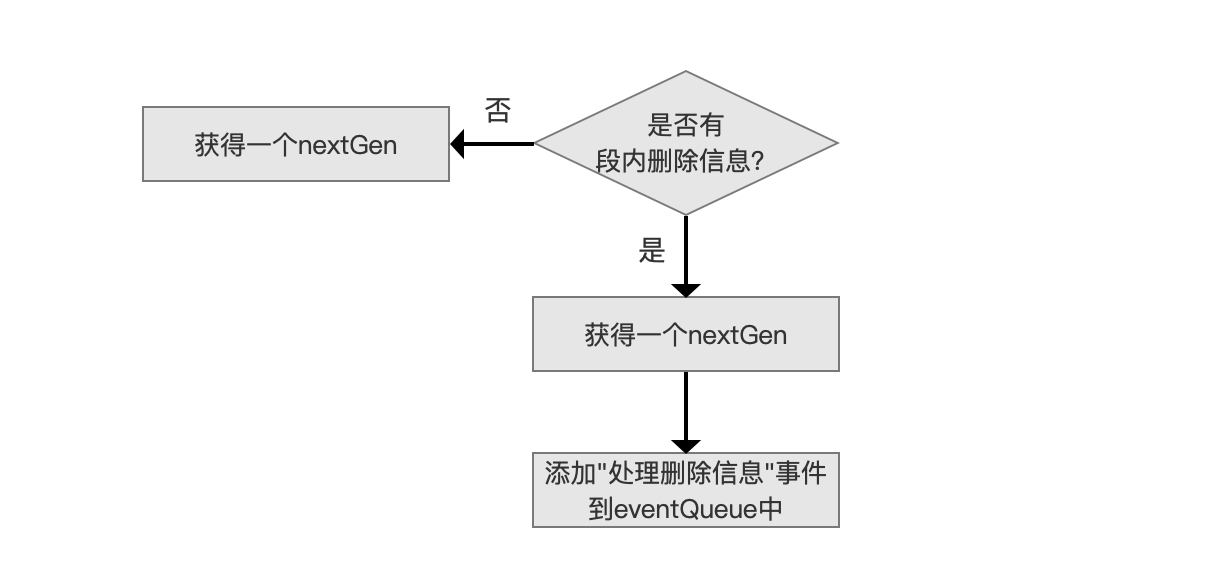 是否有
段内删除信息?
否
获得一个nextGen
是
获得一个nextGen
添加"处理删除信息"事件
到eventQueue中